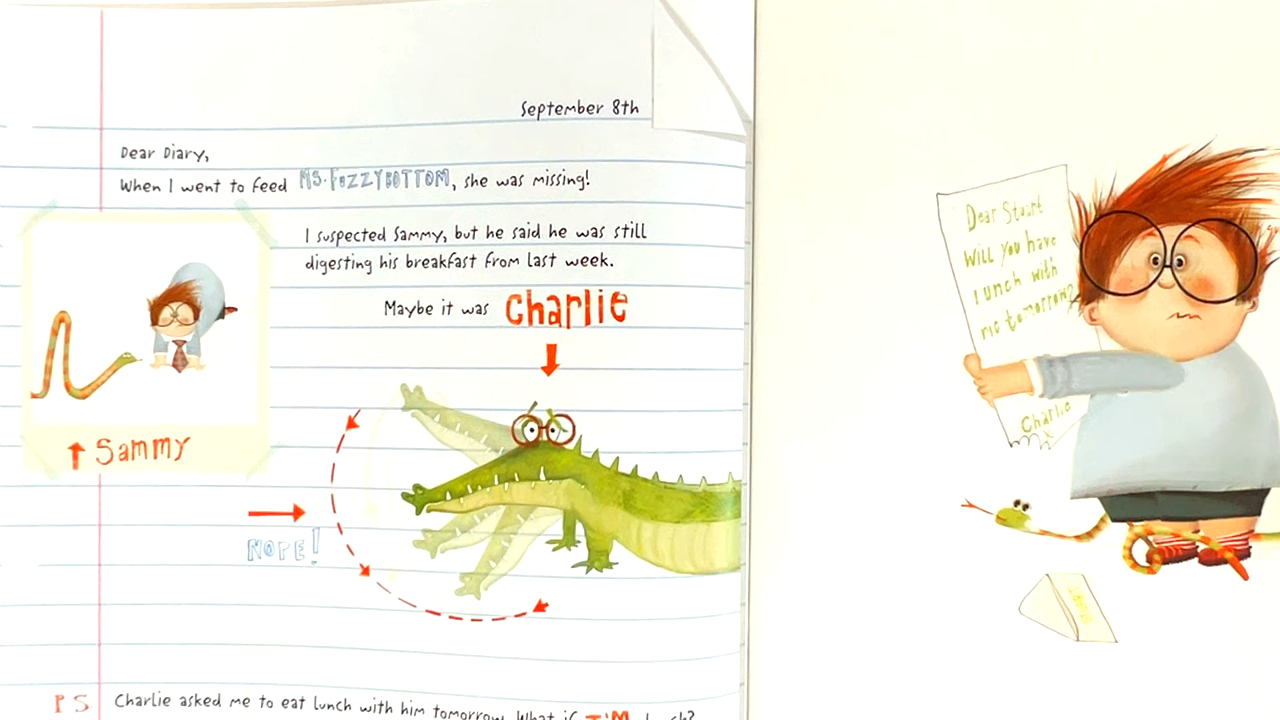 September 8th
Dear Diary,
When I went to feed MS. FUZZYBOTTOM, she was missing!
I suspected Sammy, but he said he was still
digesting his breakfast from last week.
Maybe it was Charlie
Sammy
NOPE!
P S Charlie asked me to eat lunch with him tomorrow. What if I'M lunch?
Dear Stuart
Will you have
lunch with
me tomorrow?
Charlie